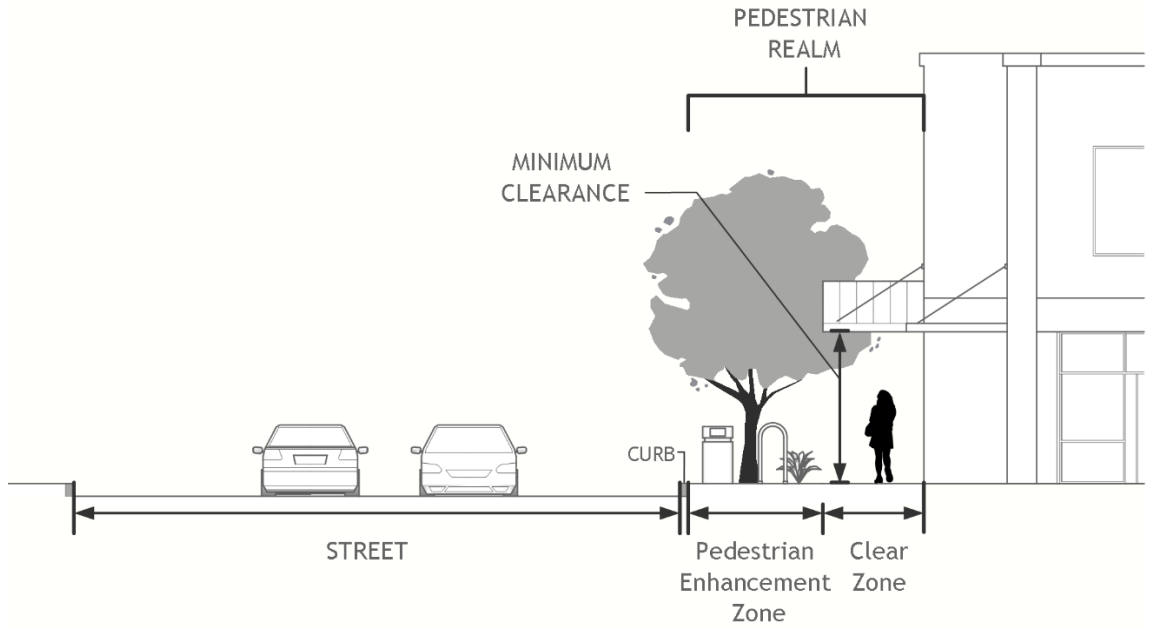 PEDESTRIAN
REALM
MINIMUM
CLEARANCE
CURB
STREET
Pedestrian
Enhancement
Zone
Clear
Zone